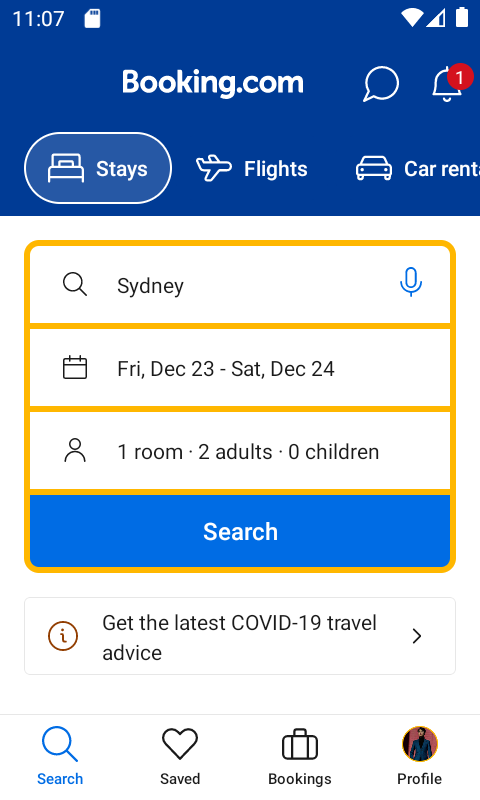 11:07
Booking.com
1
Stays
Flights
Car renta
Sydney
Fri, Dec 23 - Sat, Dec 24
1 room · 2 adults · 0 children
Search
Get the latest COVID-19 travel
advice
Search
Saved
Bookings
Profile